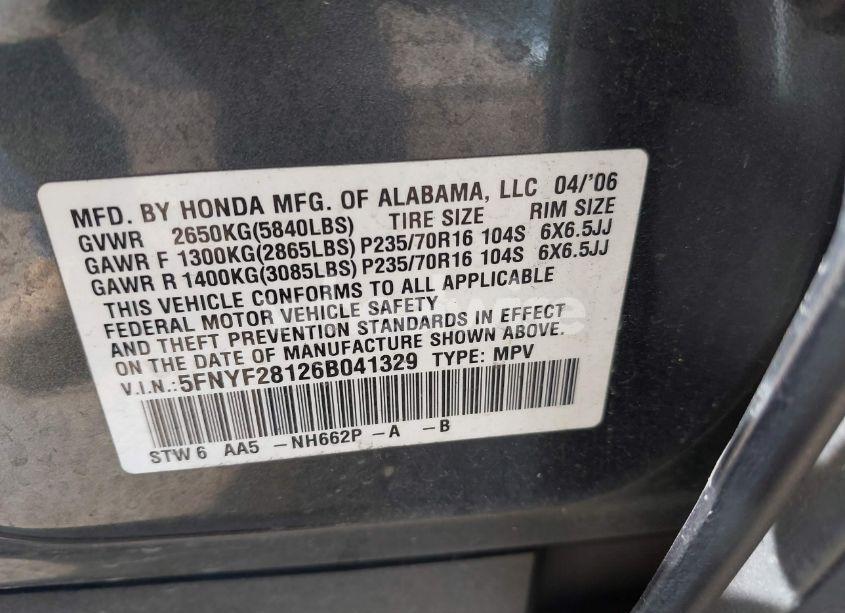 MFD. BY HONDA MFG. OF ALABAMA, LLC 04/'06
GVWR 2650KG(5840LBS) TIRE SIZE RIM SIZE
GAWR F 1300KG(2865LBS) P235/70R16 104S 6X6.5JJ
GAWR R 1400KG(3085LBS) P235/70R16 104S 6X6.5JJ
THIS VEHICLE CONFORMS TO ALL APPLICABLE
FEDERAL MOTOR VEHICLE SAFETY
AND THEFT PREVENTION STANDARDS IN EFFECT
ON THE DATE OF MANUFACTURE SHOWN ABOVE.
V.I.N.:5FNYF28126B041329 TYPE: MPV
STW 6 AA5 -NH662P -A -B